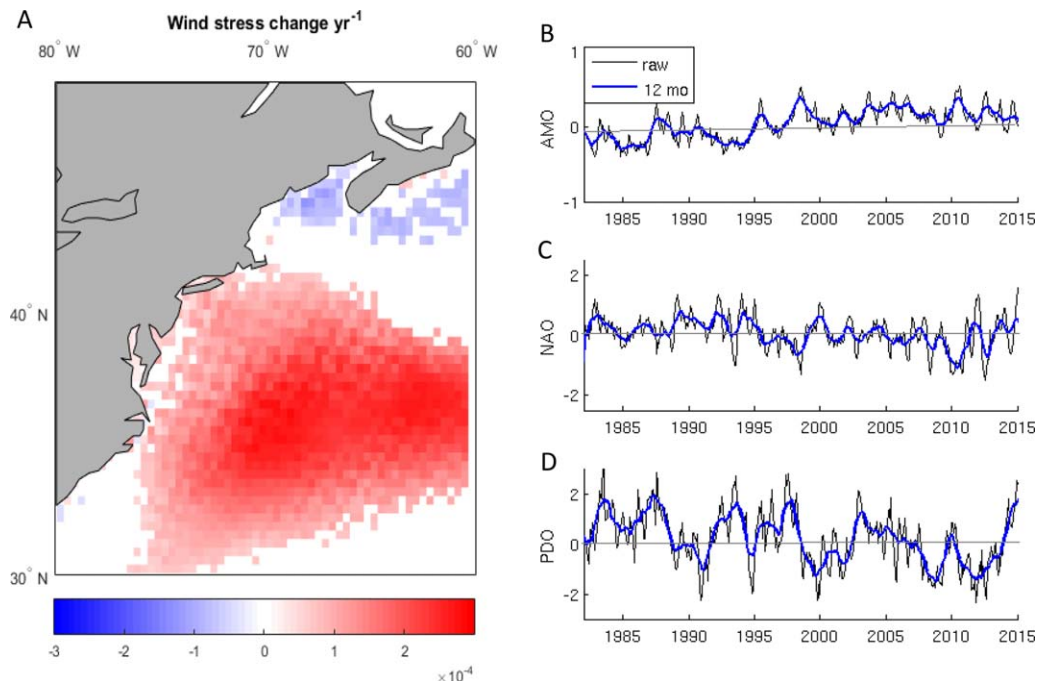 A
Wind stress change yr-1
80° W
70° W
60° W
40° N
30° N
-3 -2 -1 0 1 2
×10-4
B
raw
12 mo
1
0
-1
AMO
1985 1990 1995 2000 2005 2010 2015
C
2
0
-2
NAO
1985 1990 1995 2000 2005 2010 2015
D
2
0
-2
PDO
1985 1990 1995 2000 2005 2010 2015